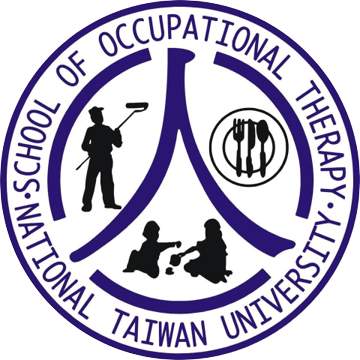 ·SCHOOL OF OCCUPATIONAL THERAPY·
NATIONAL TAIWAN UNIVERSITY